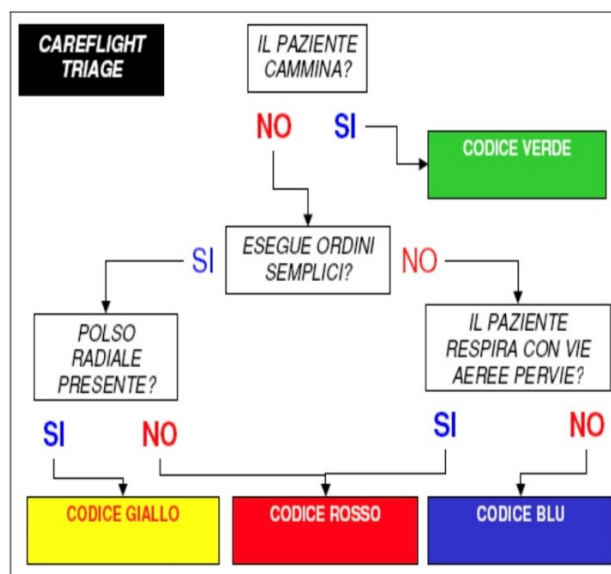 CAREFLIGHT
TRIAGE
IL PAZIENTE
CAMMINA?
NO
SI
CODICE VERDE
ESEGUE ORDINI
SEMPLICI?
SI
NO
POLSO
RADIALE
PRESENTE?
IL PAZIENTE
RESPIRA CON VIE
AEREE PERVIE?
SI
NO
SI
NO
CODICE GIALLO
CODICE ROSSO
CODICE BLU